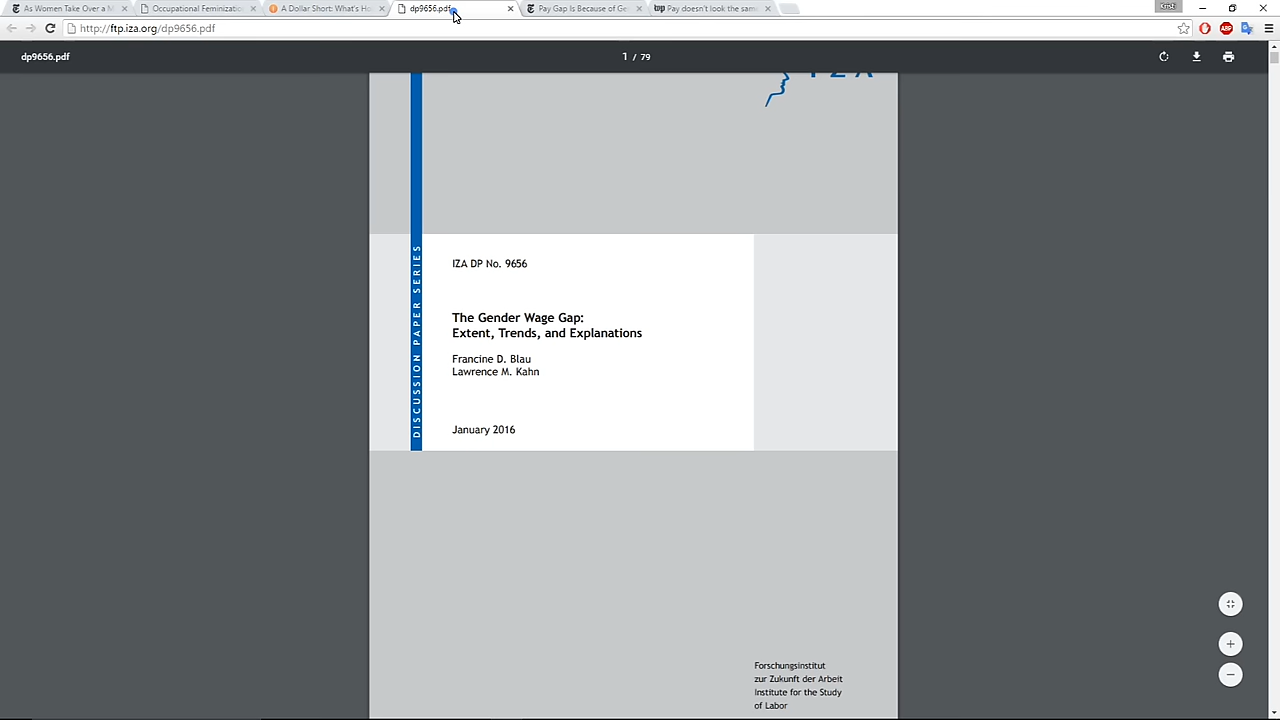 As Women Take Over a M
Occupational Feminizatio
A Dollar Short: What's Ho
dp9656.pdf
Pay Gap Is Because of Ge
Pay doesn't look the sam
http://ftp.iza.org/dp9656.pdf
dp9656.pdf
1 / 79
IZA
DISCUSSION PAPER SERIES
IZA DP No. 9656
The Gender Wage Gap:
Extent, Trends, and Explanations
Francine D. Blau
Lawrence M. Kahn
January 2016
Forschungsinstitut
zur Zukunft der Arbeit
Institute for the Study
of Labor